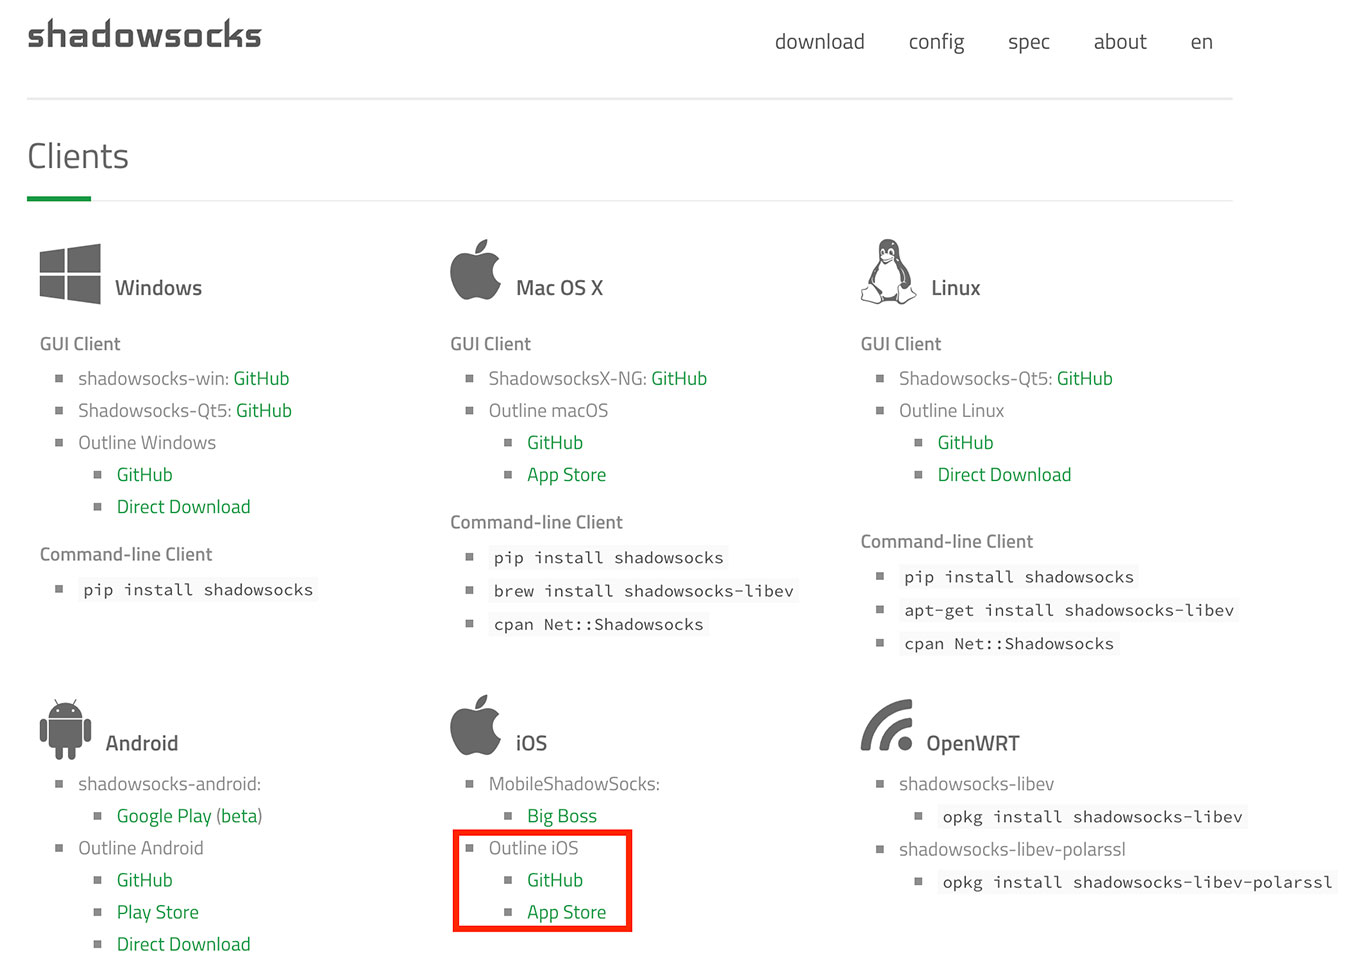 shadowsocks
download config spec about en
Clients
Windows
GUI Client
shadowsocks-win: GitHub
Shadowsocks-Qt5: GitHub
Outline Windows
GitHub
Direct Download
Command-line Client
pip install shadowsocks
Mac OS X
GUI Client
ShadowsocksX-NG: GitHub
Outline macOS
GitHub
App Store
Command-line Client
pip install shadowsocks
brew install shadowsocks-libev
cpan Net::Shadowsocks
Linux
GUI Client
Shadowsocks-Qt5: GitHub
Outline Linux
GitHub
Direct Download
Command-line Client
pip install shadowsocks
apt-get install shadowsocks-libev
cpan Net::Shadowsocks
Android
shadowsocks-android:
Google Play (beta)
Outline Android
GitHub
Play Store
Direct Download
iOS
MobileShadowSocks:
Big Boss
Outline iOS
GitHub
App Store
OpenWRT
shadowsocks-libev
opkg install shadowsocks-libev
shadowsocks-libev-polarssl
opkg install shadowsocks-libev-polarssl